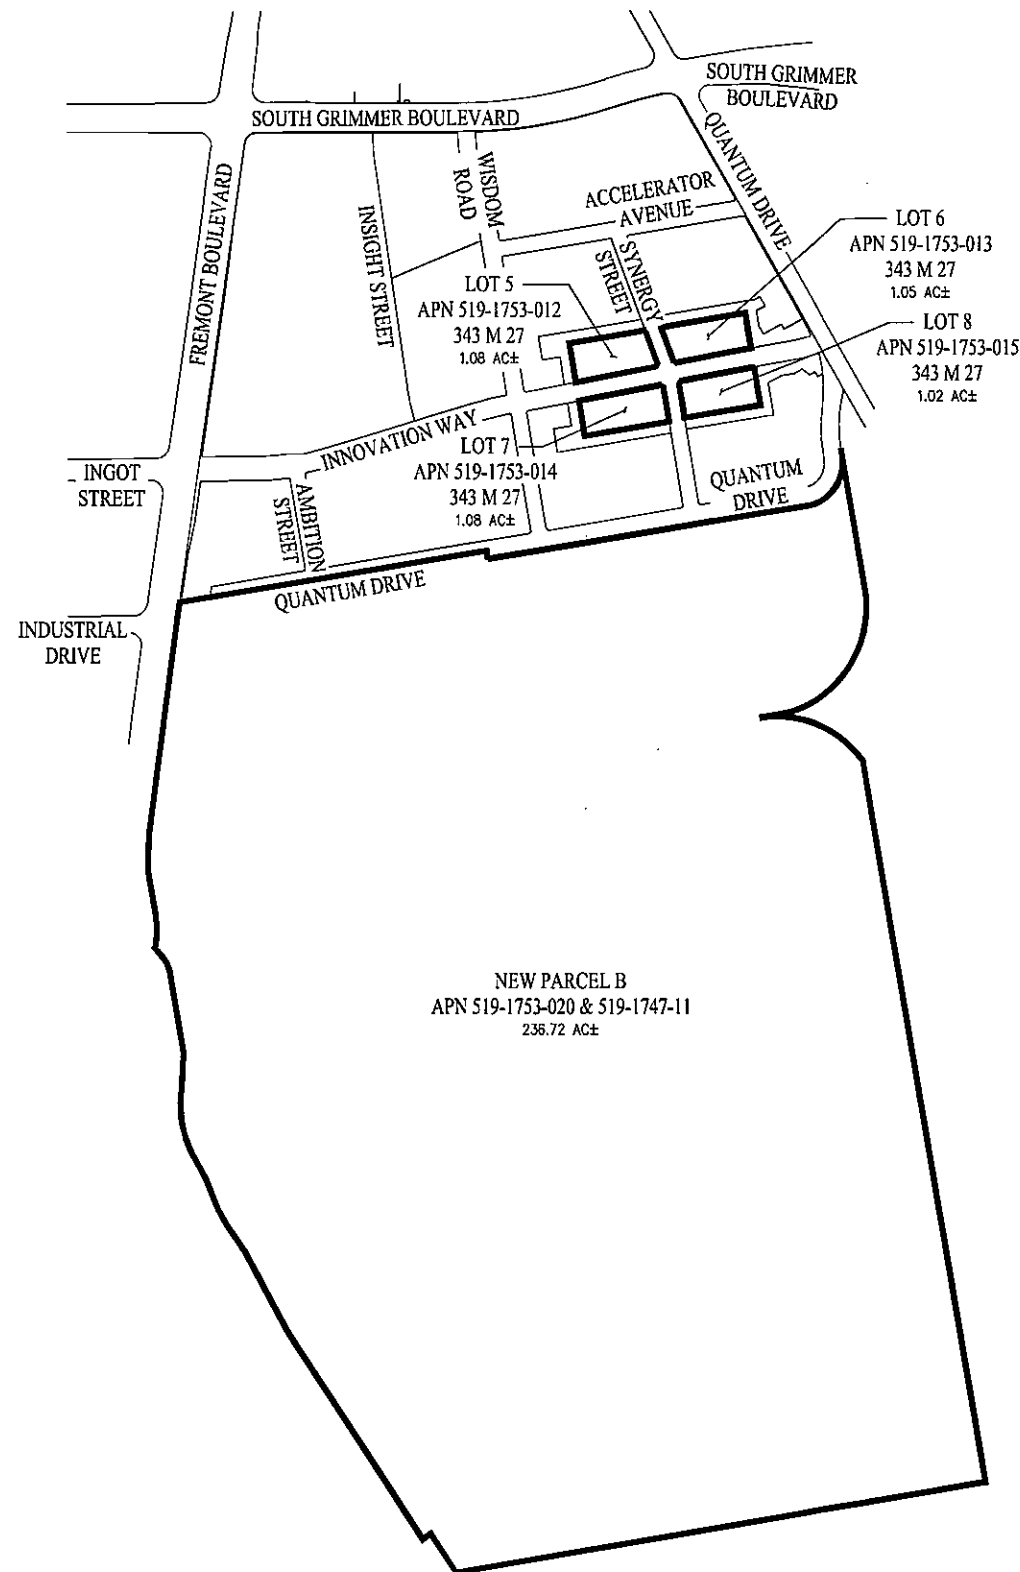 SOUTH GRIMMER
BOULEVARD
SOUTH GRIMMER BOULEVARD
QUANTUM DRIVE
WISDOM
ROAD
FREMONT BOULEVARD
INSIGHT STREET
ACCELERATOR
AVENUE
SYNERGY
STREET
LOT 6
APN 519-1753-013
343 M 27
1.05 AC±
LOT 5
APN 519-1753-012
343 M 27
1.08 AC±
LOT 8
APN 519-1753-015
343 M 27
1.02 AC±
INNOVATION WAY
LOT 7
APN 519-1753-014
343 M 27
1.08 AC±
INGOT
STREET
AMBITION
STREET
QUANTUM
DRIVE
QUANTUM DRIVE
INDUSTRIAL
DRIVE
NEW PARCEL B
APN 519-1753-020 & 519-1747-11
236.72 AC±